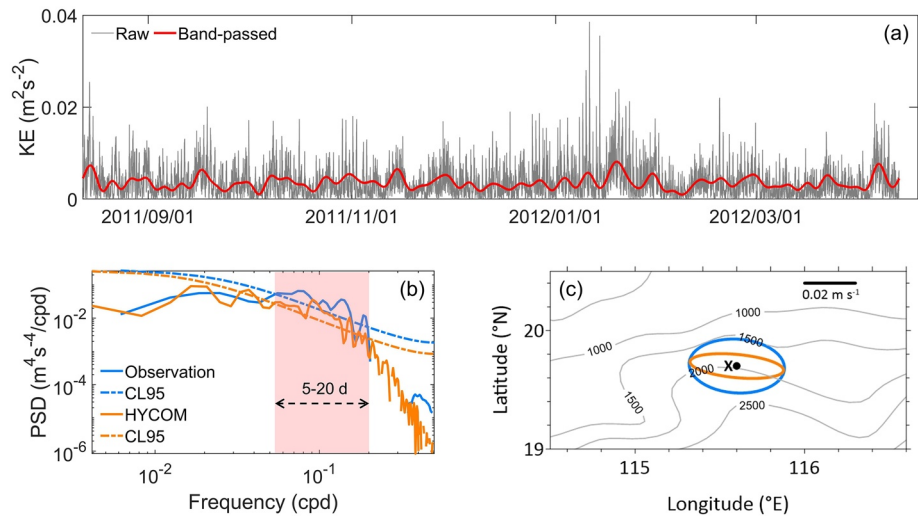 0.04
Raw
Band-passed
(a)
KE (m²s⁻²)
0.02
0
2011/09/01
2011/11/01
2012/01/01
2012/03/01
(b)
PSD (m⁴s⁻⁴/cpd)
10⁻²
10⁻⁴
10⁻⁶
Observation
CL95
HYCOM
CL95
5-20 d
10⁻²
10⁻¹
Frequency (cpd)
(c)
0.02 m s⁻¹
Latitude (°N)
20
19
1000
1000
1500
1500
2000
2500
X
115
116
Longitude (°E)